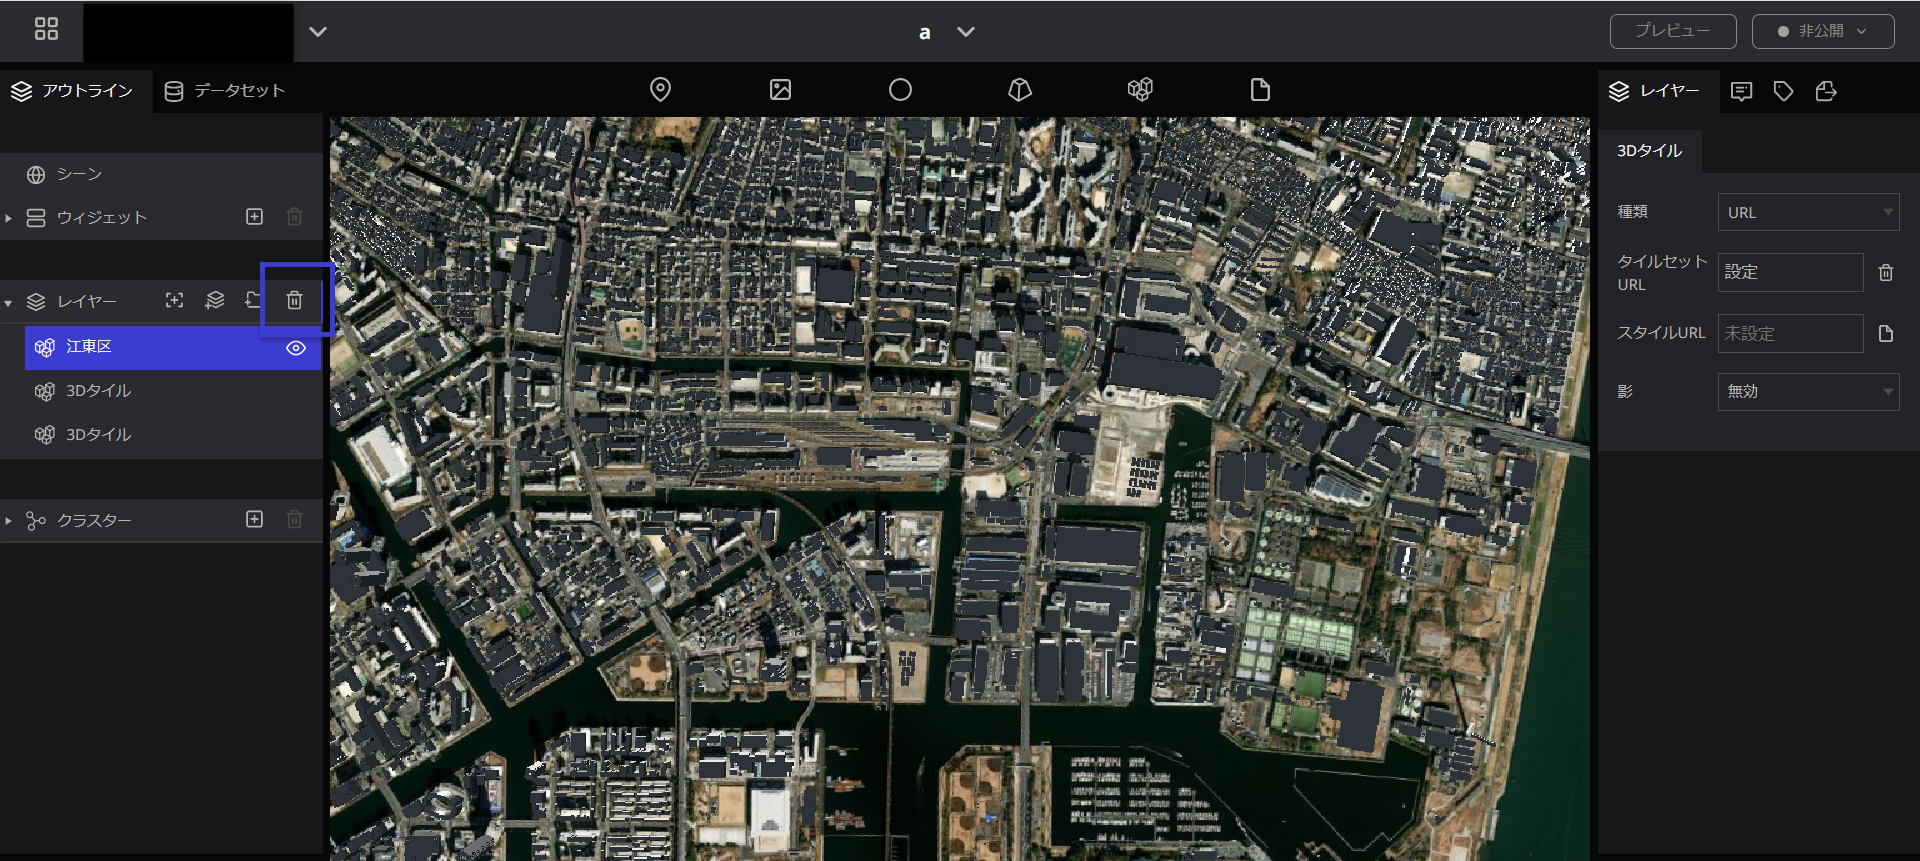 a
プレビュー
非公開
アウトライン
データセット
レイヤー
シーン
ウィジェット
レイヤー
江東区
3Dタイル
3Dタイル
クラスター
3Dタイル
種類
URL
タイルセット
URL
設定
スタイルURL
未設定
影
無効